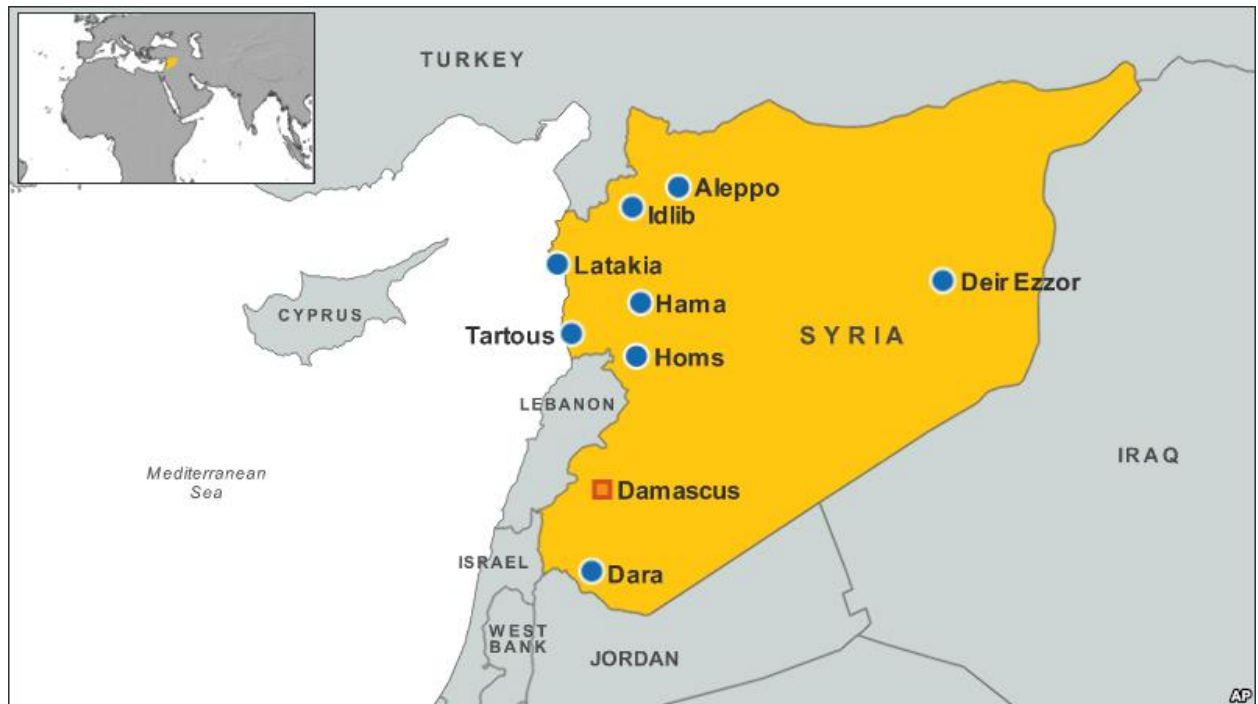 TURKEY
Aleppo
Idlib
Latakia
Deir Ezzor
Hama
CYPRUS
Tartous
SYRIA
Homs
LEBANON
IRAQ
Mediterranean
Sea
Damascus
ISRAEL
Dara
WEST
BANK
JORDAN
AP